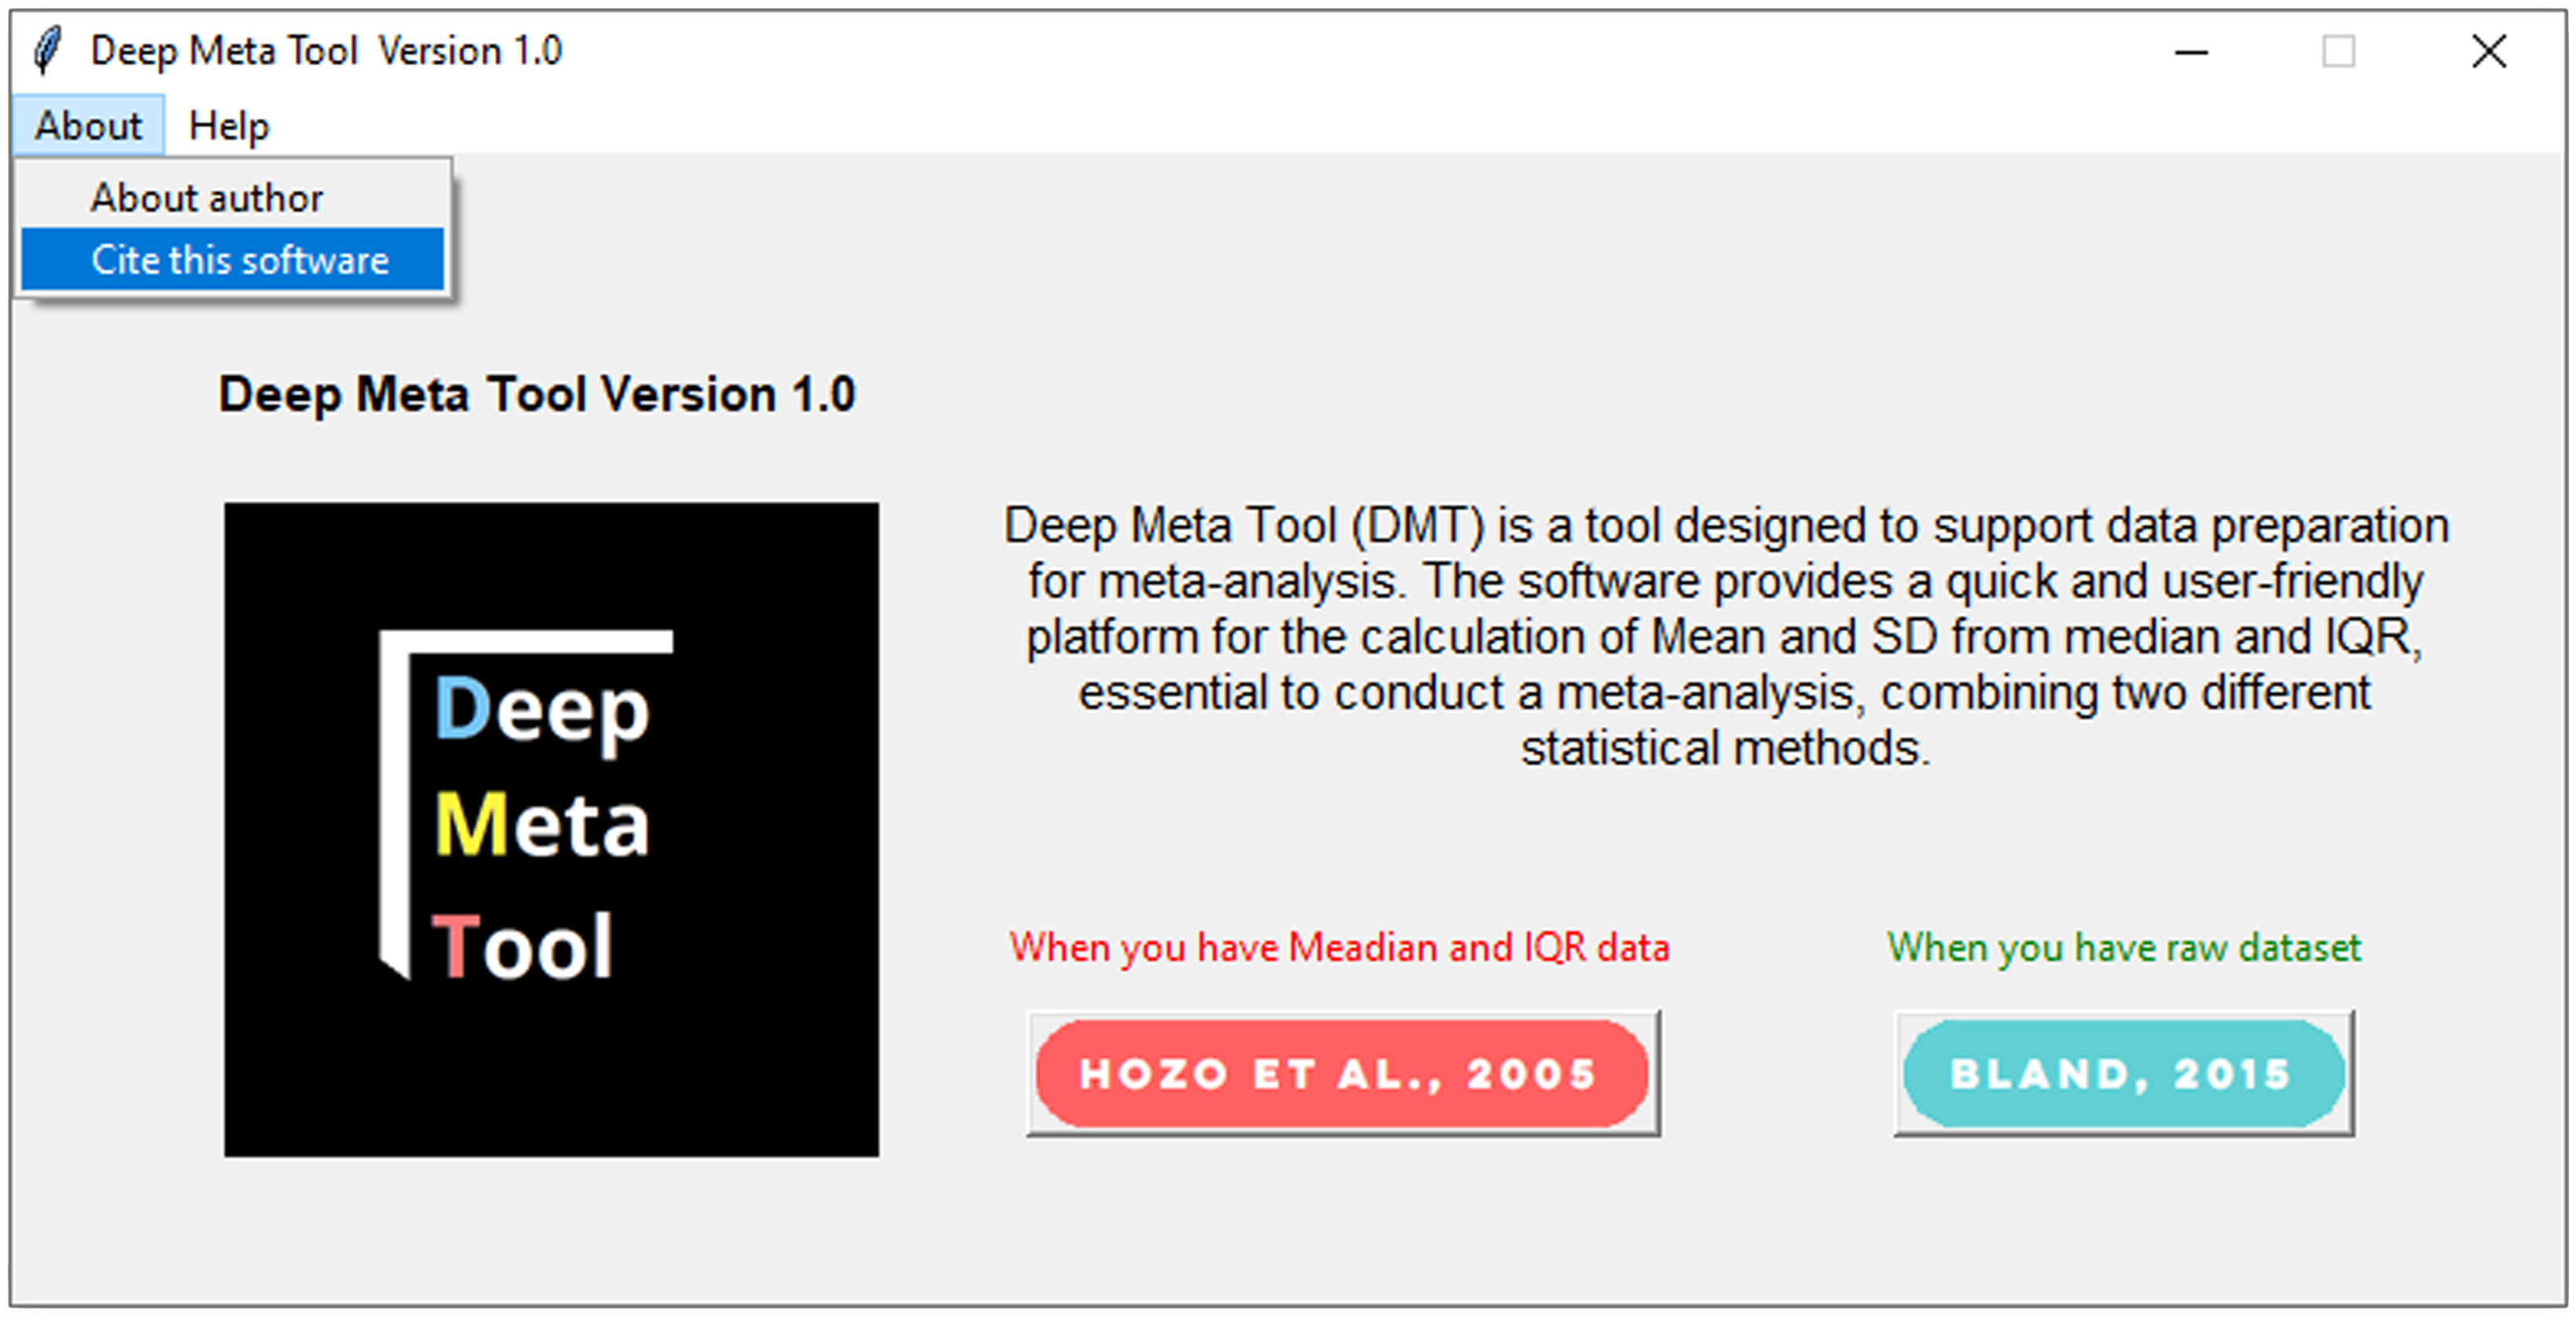 Deep Meta Tool  Version 1.0
About Help
About author
Cite this software
Deep Meta Tool Version 1.0
Deep
Meta
Tool
Deep Meta Tool (DMT) is a tool designed to support data preparation
for meta-analysis. The software provides a quick and user-friendly
platform for the calculation of Mean and SD from median and IQR,
essential to conduct a meta-analysis, combining two different
statistical methods.
When you have Meadian and IQR data
HOZO ET AL., 2005
When you have raw dataset
BLAND, 2015